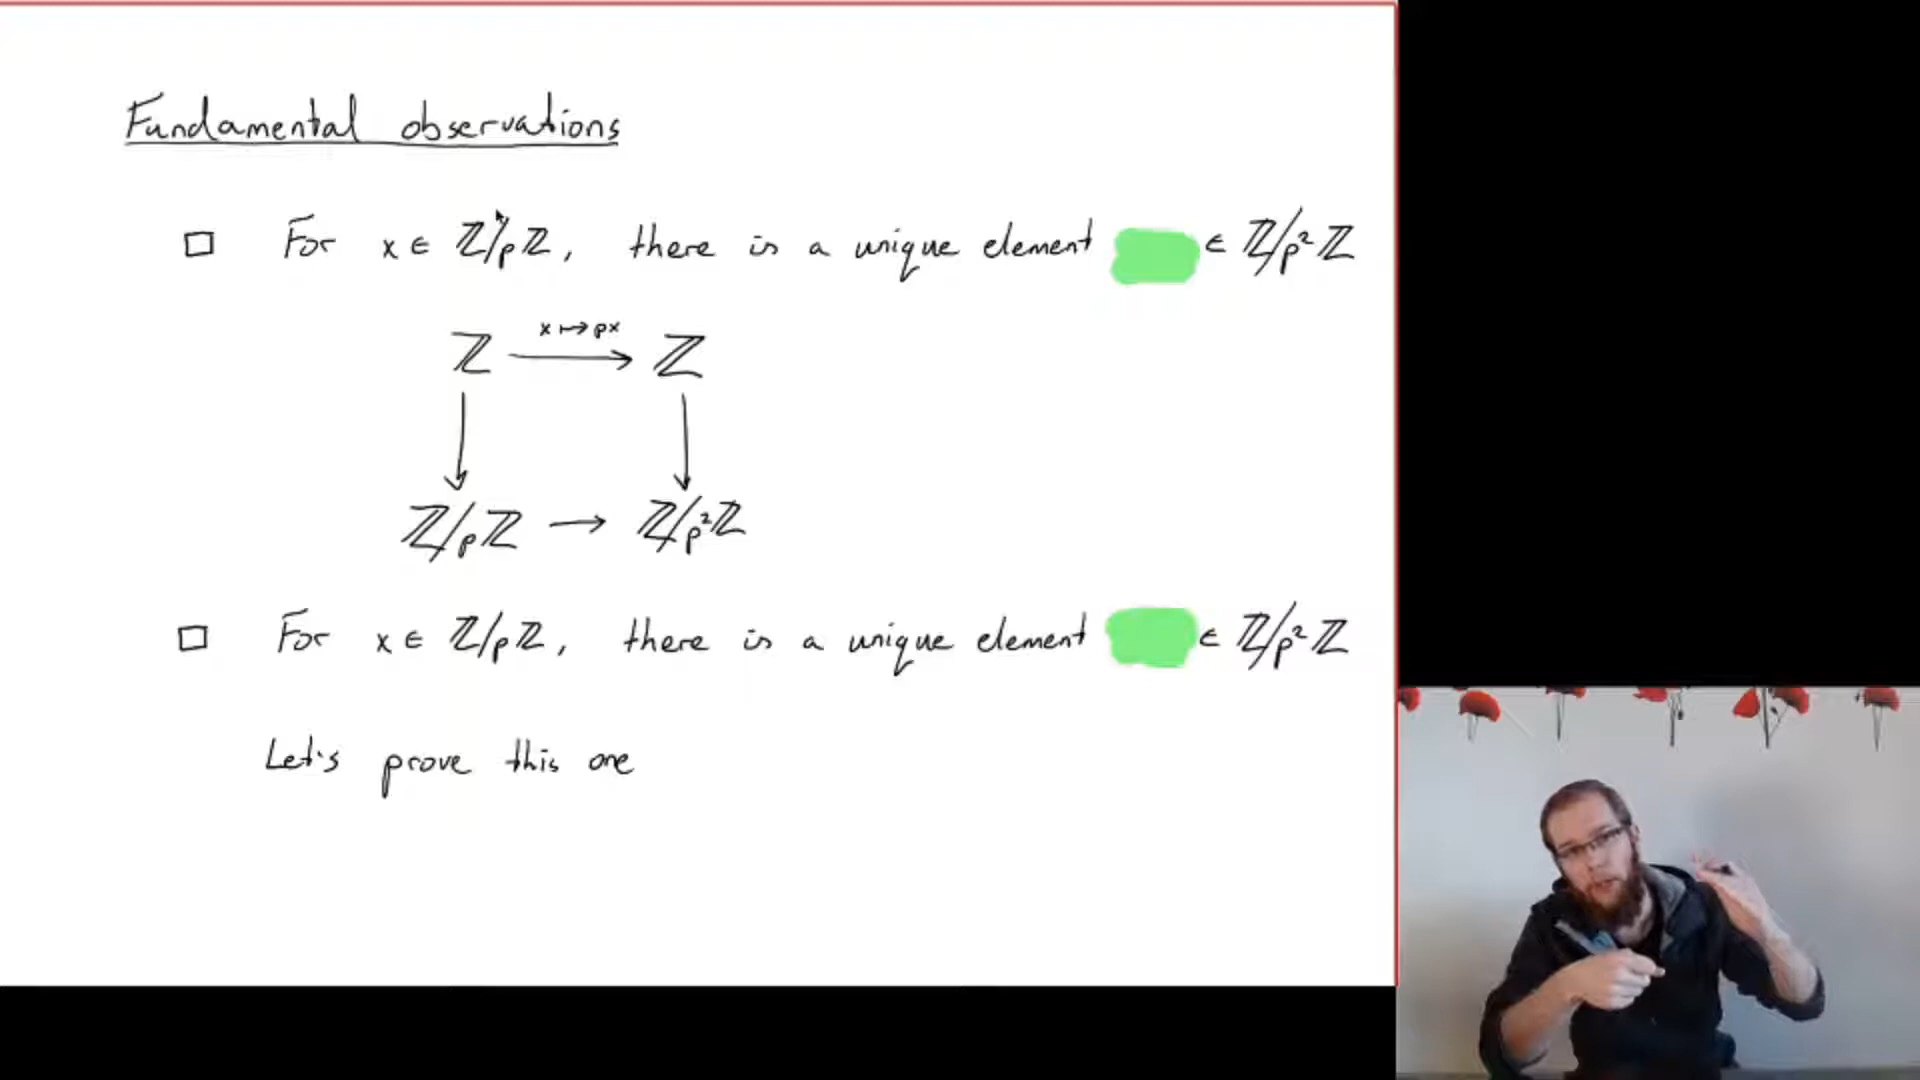 Fundamental observations
□ For x ∈ ℤ/pℤ, there is a unique element ∈ ℤ/p²ℤ
x ↦ px
ℤ → ℤ
ℤ/pℤ → ℤ/p²ℤ
□ For x ∈ ℤ/pℤ, there is a unique element ∈ ℤ/p²ℤ
Let's prove this one